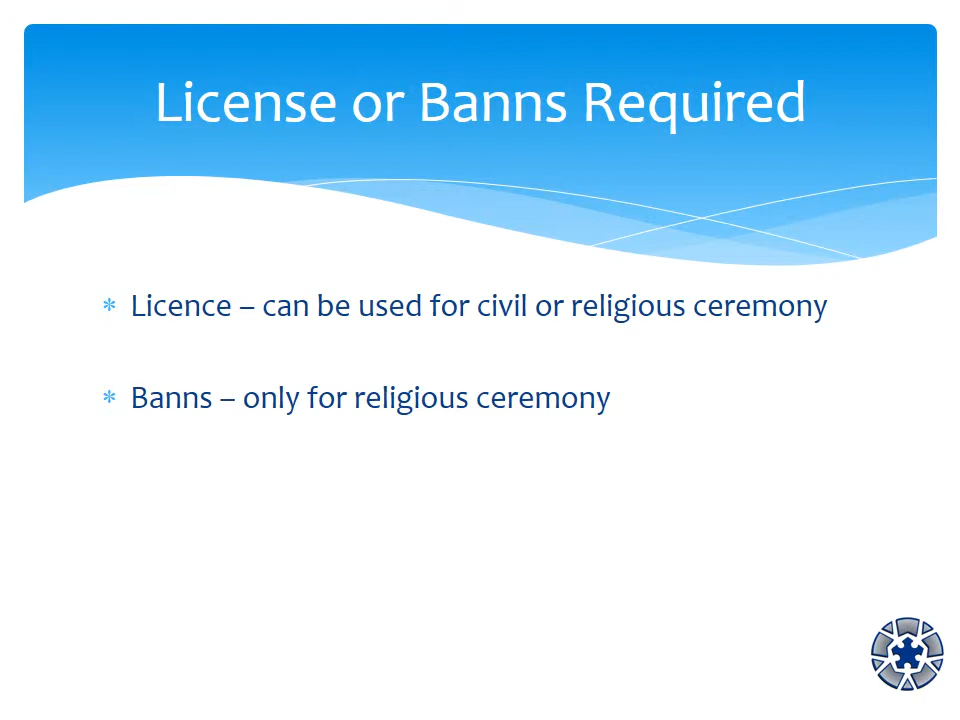 License or Banns Required
* Licence – can be used for civil or religious ceremony
* Banns – only for religious ceremony